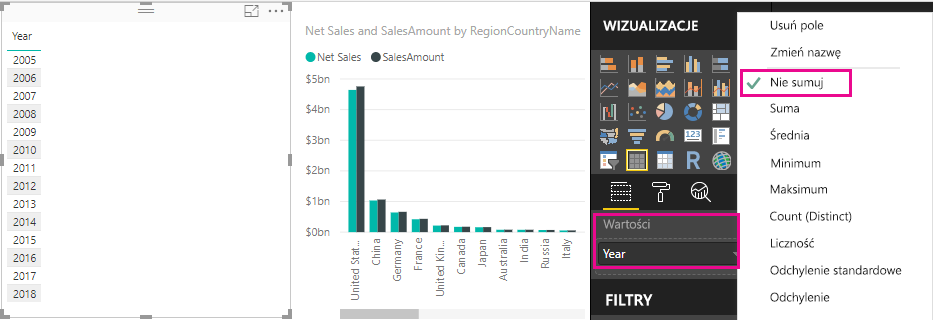 Year
2005
2006
2007
2008
2009
2010
2011
2012
2013
2014
2015
2016
2017
2018
Net Sales and SalesAmount by RegionCountryName
Net Sales SalesAmount
$5bn
$4bn
$3bn
$2bn
$1bn
$0bn
United Stat...
China
Germany
France
United Kin...
Canada
Japan
Australia
India
Russia
Italy
WIZUALIZACJE
123
R
Wartości
Year
FILTRY
Usuń pole
Zmień nazwę
Nie sumuj
Suma
Średnia
Minimum
Maksimum
Count (Distinct)
Liczność
Odchylenie standardowe
Odchylenie